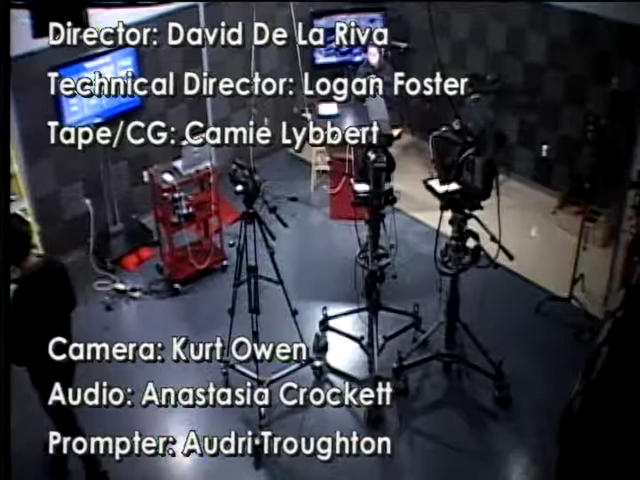 Director: David De La Riva
Technical Director: Logan Foster
Tape/CG: Camie Lybbert
Camera: Kurt Owen
Audio: Anastasia Crockett
Prompter: Audri Troughton